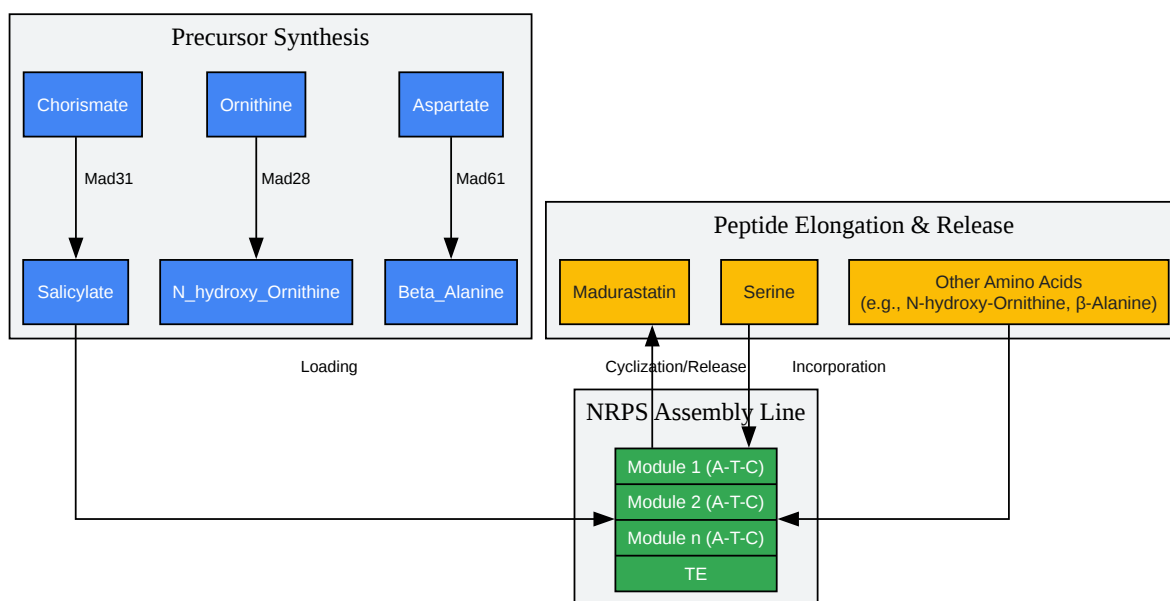 Precursor Synthesis
Chorismate
Ornithine
Aspartate
Mad31
Mad28
Mad61
Salicylate
N_hydroxy_Ornithine
Beta_Alanine
Peptide Elongation & Release
Madurastatin
Serine
Other Amino Acids
(e.g., N-hydroxy-Ornithine, β-Alanine)
Loading
Cyclization/Release
Incorporation
NRPS Assembly Line
Module 1 (A-T-C)
Module 2 (A-T-C)
Module n (A-T-C)
TE